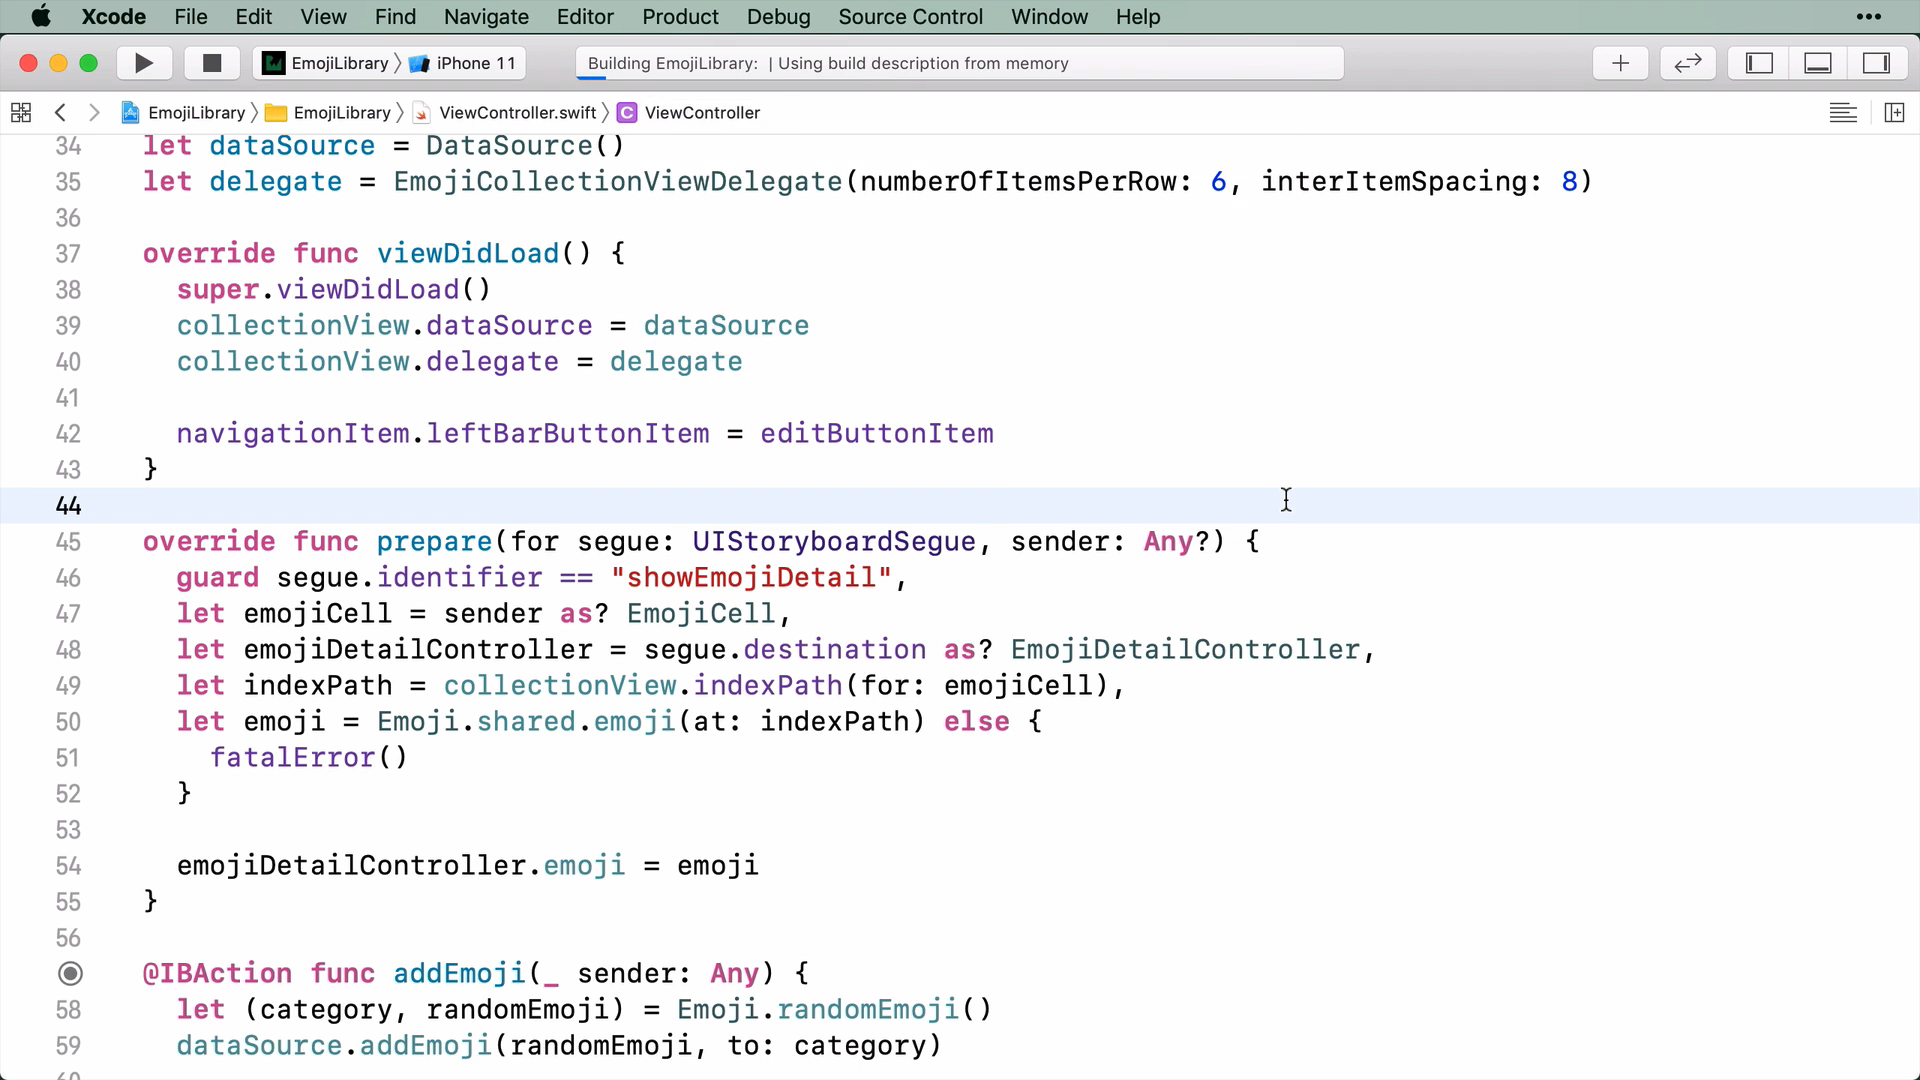 Xcode File Edit View Find Navigate Editor Product Debug Source Control Window Help •••
EmojiLibrary 〉 iPhone 11 Building EmojiLibrary: | Using build description from memory
EmojiLibrary 〉 EmojiLibrary 〉 ViewController.swift 〉 C ViewController
34 let dataSource = DataSource()
35 let delegate = EmojiCollectionViewDelegate(numberOfItemsPerRow: 6, interItemSpacing: 8)
36
37 override func viewDidLoad() {
38 super.viewDidLoad()
39 collectionView.dataSource = dataSource
40 collectionView.delegate = delegate
41
42 navigationItem.leftBarButtonItem = editButtonItem
43 }
44
45 override func prepare(for segue: UIStoryboardSegue, sender: Any?) {
46 guard segue.identifier == "showEmojiDetail",
47 let emojiCell = sender as? EmojiCell,
48 let emojiDetailController = segue.destination as? EmojiDetailController,
49 let indexPath = collectionView.indexPath(for: emojiCell),
50 let emoji = Emoji.shared.emoji(at: indexPath) else {
51 fatalError()
52 }
53
54 emojiDetailController.emoji = emoji
55 }
56
@IBAction func addEmoji(_ sender: Any) {
58 let (category, randomEmoji) = Emoji.randomEmoji()
59 dataSource.addEmoji(randomEmoji, to: category)